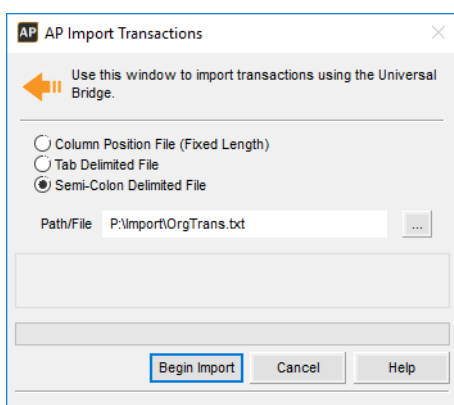 AP AP Import Transactions
Use this window to import transactions using the Universal
Bridge.
Column Position File (Fixed Length)
Tab Delimited File
Semi-Colon Delimited File
Path/File P:\Import\OrgTrans.txt ...
Begin Import Cancel Help